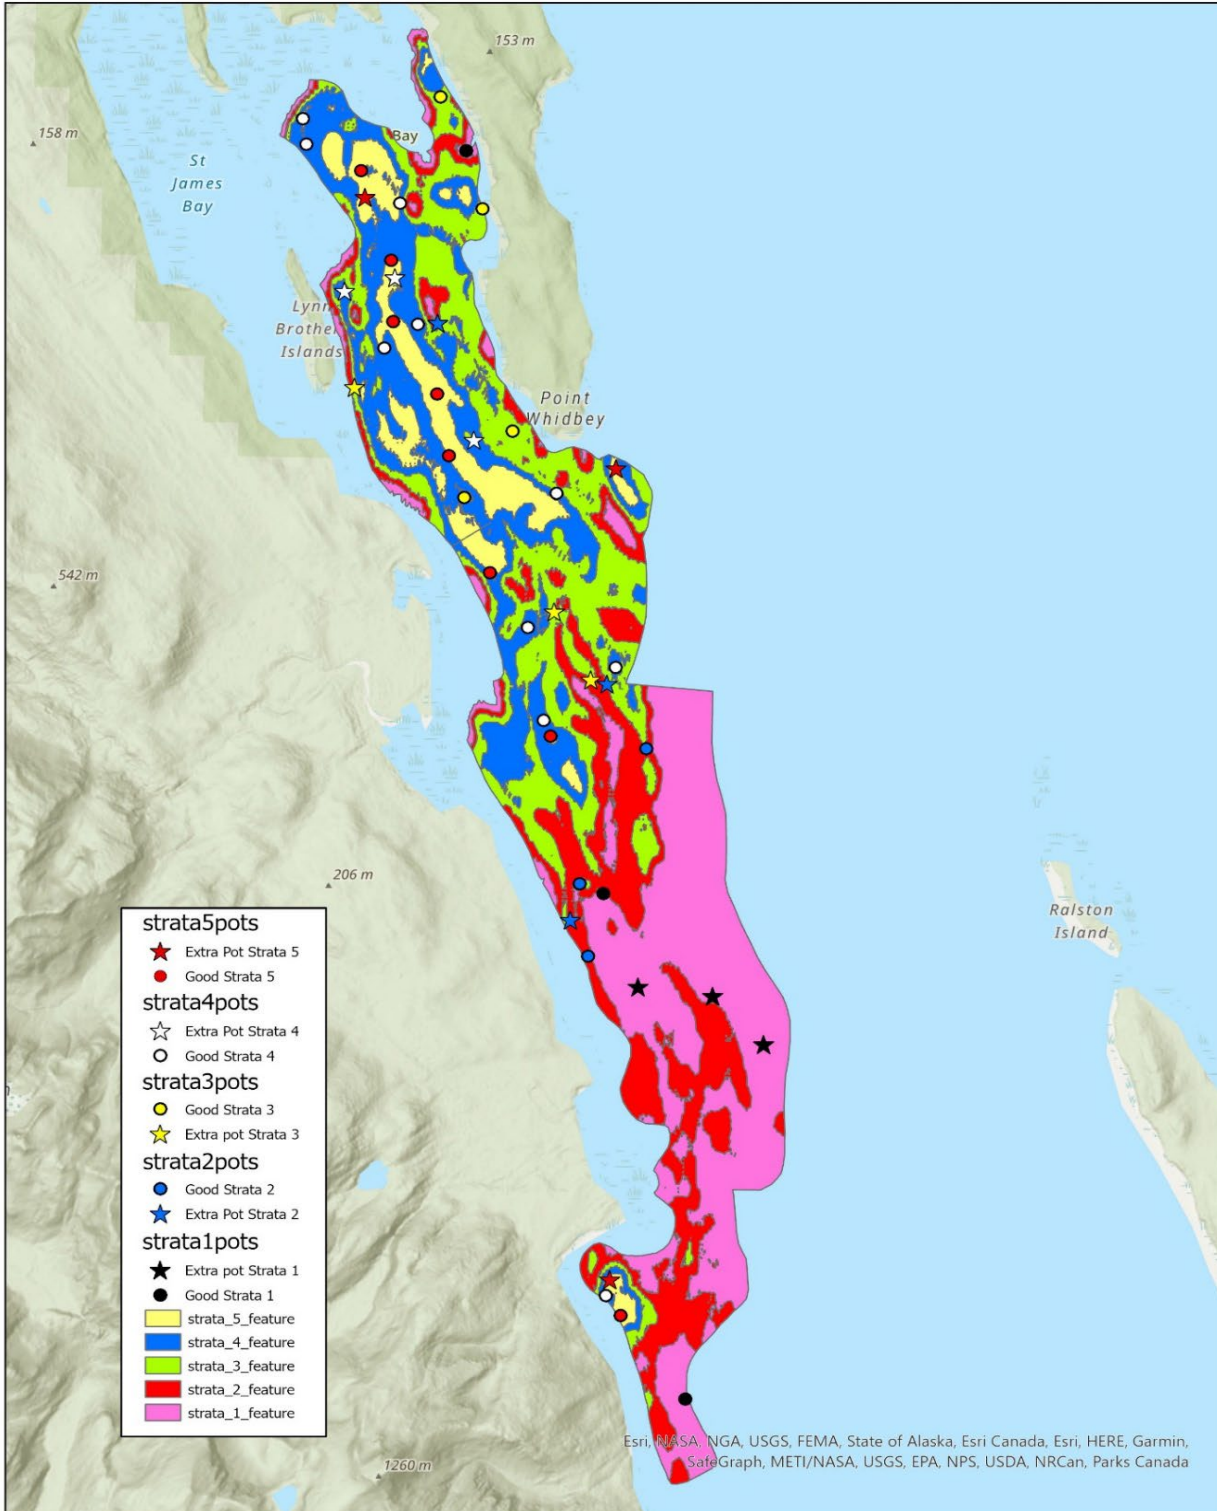 153 m
158 m
Bay
St
James
Bay
Lynn
Brother
Islands
Point
Whidbey
542 m
206 m
Ralston
Island
strata5pots
Extra Pot Strata 5
Good Strata 5
strata4pots
Extra Pot Strata 4
Good Strata 4
strata3pots
Good Strata 3
Extra pot Strata 3
strata2pots
Good Strata 2
Extra Pot Strata 2
strata1pots
Extra pot Strata 1
Good Strata 1
strata_5_feature
strata_4_feature
strata_3_feature
strata_2_feature
strata_1_feature
1260 m
Esri, NASA, NGA, USGS, FEMA, State of Alaska, Esri Canada, Esri, HERE, Garmin,
SafeGraph, METI/NASA, USGS, EPA, NPS, USDA, NRCan, Parks Canada